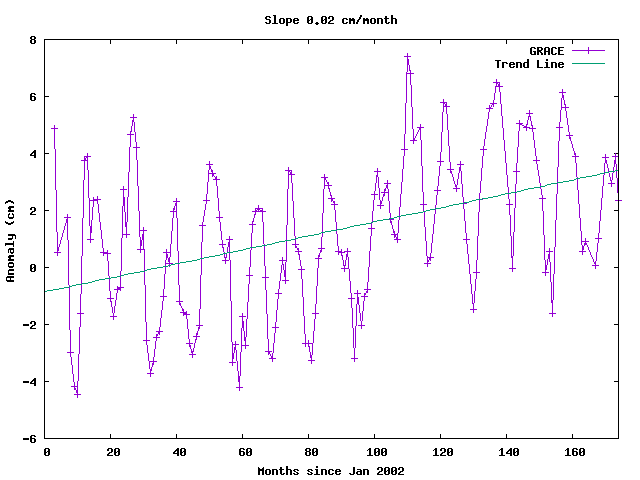 Slope 0.02 cm/month
GRACE
Trend Line
8
6
4
2
0
-2
-4
-6
Anomaly (cm)
0 20 40 60 80 100 120 140 160
Months since Jan 2002